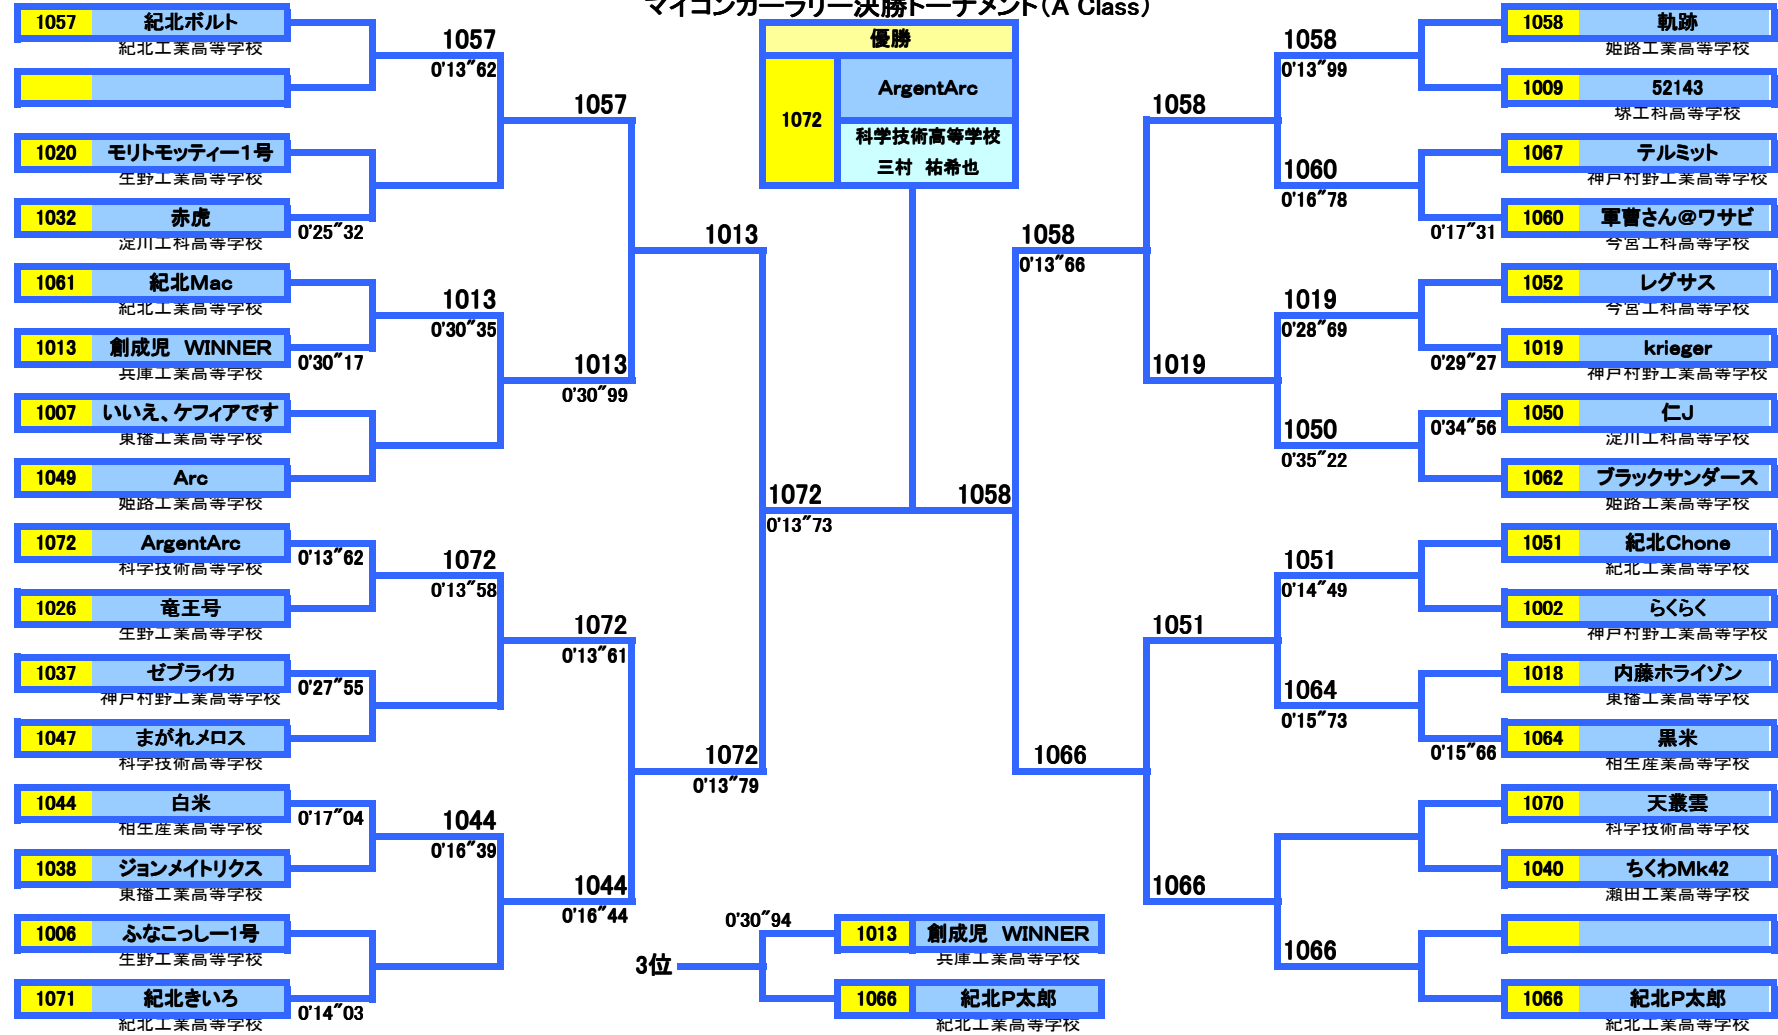 マイコンカーラリー決勝トーナメント(A Class)
優勝
1072
ArgentArc
科学技術高等学校
三村 祐希也
1057 紀北ボルト
紀北工業高等学校
1020 モリトモッティー1号
生野工業高等学校
1032 赤虎
淀川工科高等学校
0'25"32
1061 紀北Mac
紀北工業高等学校
1013 創成児 WINNER
兵庫工業高等学校
0'30"17
1007 いいえ、ケフィアです
東播工業高等学校
1049 Arc
姫路工業高等学校
1072 ArgentArc
科学技術高等学校
0'13"62
1026 竜王号
生野工業高等学校
1037 ゼブライカ
神戸村野工業高等学校
0'27"55
1047 まがれメロス
科学技術高等学校
1044 白米
相生産業高等学校
0'17"04
1038 ジョンメイトリクス
東播工業高等学校
1006 ふなこっしー1号
生野工業高等学校
1071 紀北きいろ
紀北工業高等学校
0'14"03
1057
0'13"62
1013
0'30"35
1072
0'13"58
1044
0'16"39
1057
1013
0'30"99
1072
0'13"61
1044
0'16"44
1013
1072
0'13"79
1072
0'13"73
1058
1058
0'13"66
1066
1058
1019
1051
1066
1058
0'13"99
1060
0'16"78
1019
0'28"69
1050
0'35"22
1051
0'14"49
1064
0'15"73
1066
1058 軌跡
姫路工業高等学校
1009 52143
堺工科高等学校
1067 テルミット
神戸村野工業高等学校
1060 軍曹さん@ワサビ
今宮工科高等学校
0'17"31
1052 レグサス
今宮工科高等学校
1019 krieger
神戸村野工業高等学校
0'29"27
1050 仁J
淀川工科高等学校
0'34"56
1062 ブラックサンダース
姫路工業高等学校
1051 紀北Chone
紀北工業高等学校
1002 らくらく
神戸村野工業高等学校
1018 内藤ホライゾン
東播工業高等学校
1064 黒米
相生産業高等学校
0'15"66
1070 天叢雲
科学技術高等学校
1040 ちくわMk42
瀬田工業高等学校
1066 紀北P太郎
紀北工業高等学校
3位
0'30"94
1013 創成児 WINNER
兵庫工業高等学校
1066 紀北P太郎
紀北工業高等学校